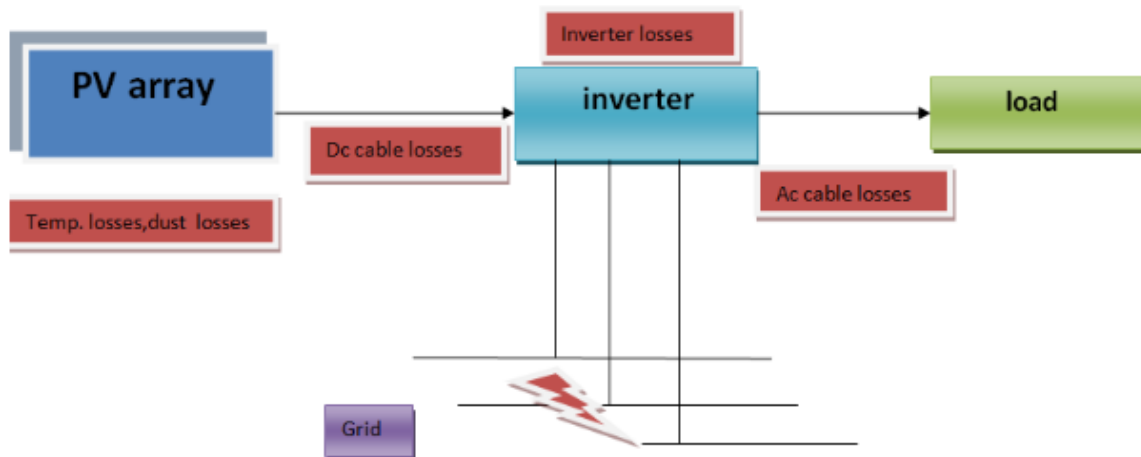 Inverter losses
PV array
inverter
load
Dc cable losses
Ac cable losses
Temp. losses,dust losses
Grid